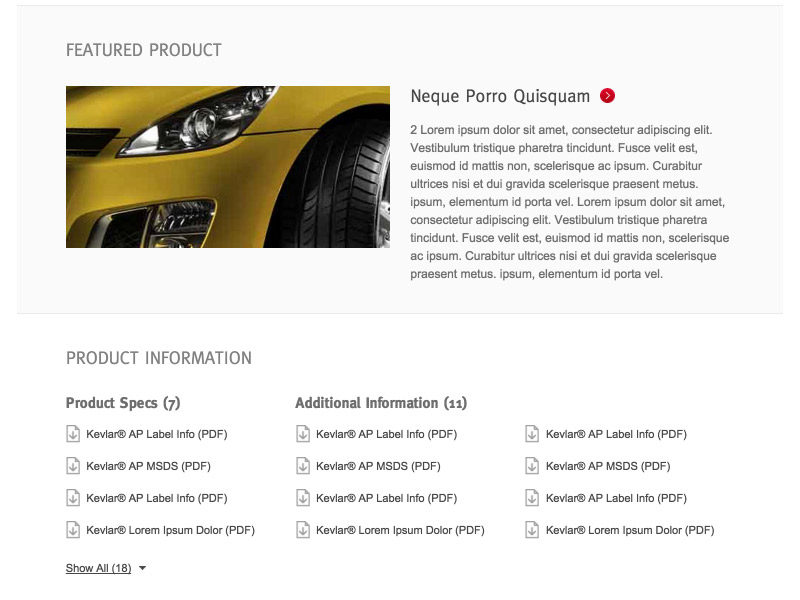 FEATURED PRODUCT
Neque Porro Quisquam
2 Lorem ipsum dolor sit amet, consectetur adipiscing elit.
Vestibulum tristique pharetra tincidunt. Fusce velit est,
euismod id mattis non, scelerisque ac ipsum. Curabitur
ultrices nisi et dui gravida scelerisque praesent metus.
ipsum, elementum id porta vel. Lorem ipsum dolor sit amet,
consectetur adipiscing elit. Vestibulum tristique pharetra
tincidunt. Fusce velit est, euismod id mattis non, scelerisque
ac ipsum. Curabitur ultrices nisi et dui gravida scelerisque
praesent metus. ipsum, elementum id porta vel.
PRODUCT INFORMATION
Product Specs (7)
Kevlar® AP Label Info (PDF)
Kevlar® AP MSDS (PDF)
Kevlar® AP Label Info (PDF)
Kevlar® Lorem Ipsum Dolor (PDF)
Additional Information (11)
Kevlar® AP Label Info (PDF)
Kevlar® AP MSDS (PDF)
Kevlar® AP Label Info (PDF)
Kevlar® Lorem Ipsum Dolor (PDF)
Kevlar® AP Label Info (PDF)
Kevlar® AP MSDS (PDF)
Kevlar® AP Label Info (PDF)
Kevlar® Lorem Ipsum Dolor (PDF)
Show All (18)